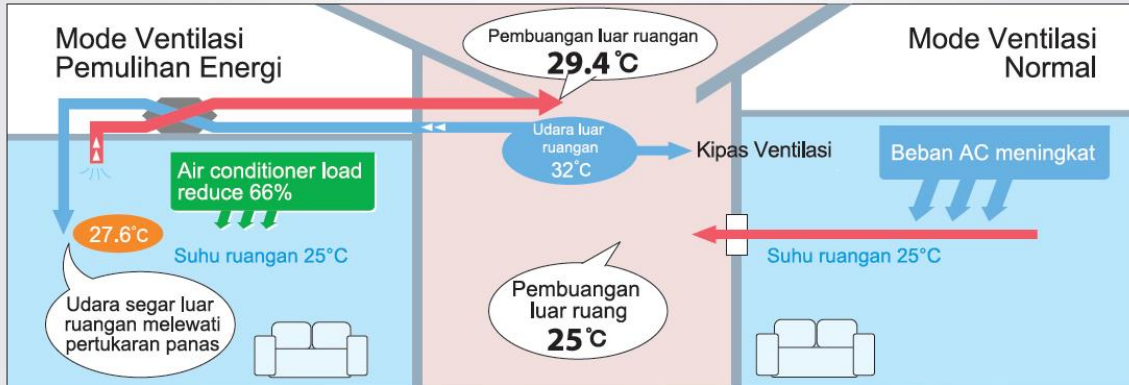 Mode Ventilasi
Pemulihan Energi
Pembuangan luar ruangan
29.4°C
Mode Ventilasi
Normal
Udara luar
ruangan
32°C
Kipas Ventilasi
Beban AC meningkat
Air conditioner load
reduce 66%
27.6°c
Suhu ruangan 25°C
Suhu ruangan 25°C
Udara segar luar
ruangan melewati
pertukaran panas
Pembuangan
luar ruang
25°C